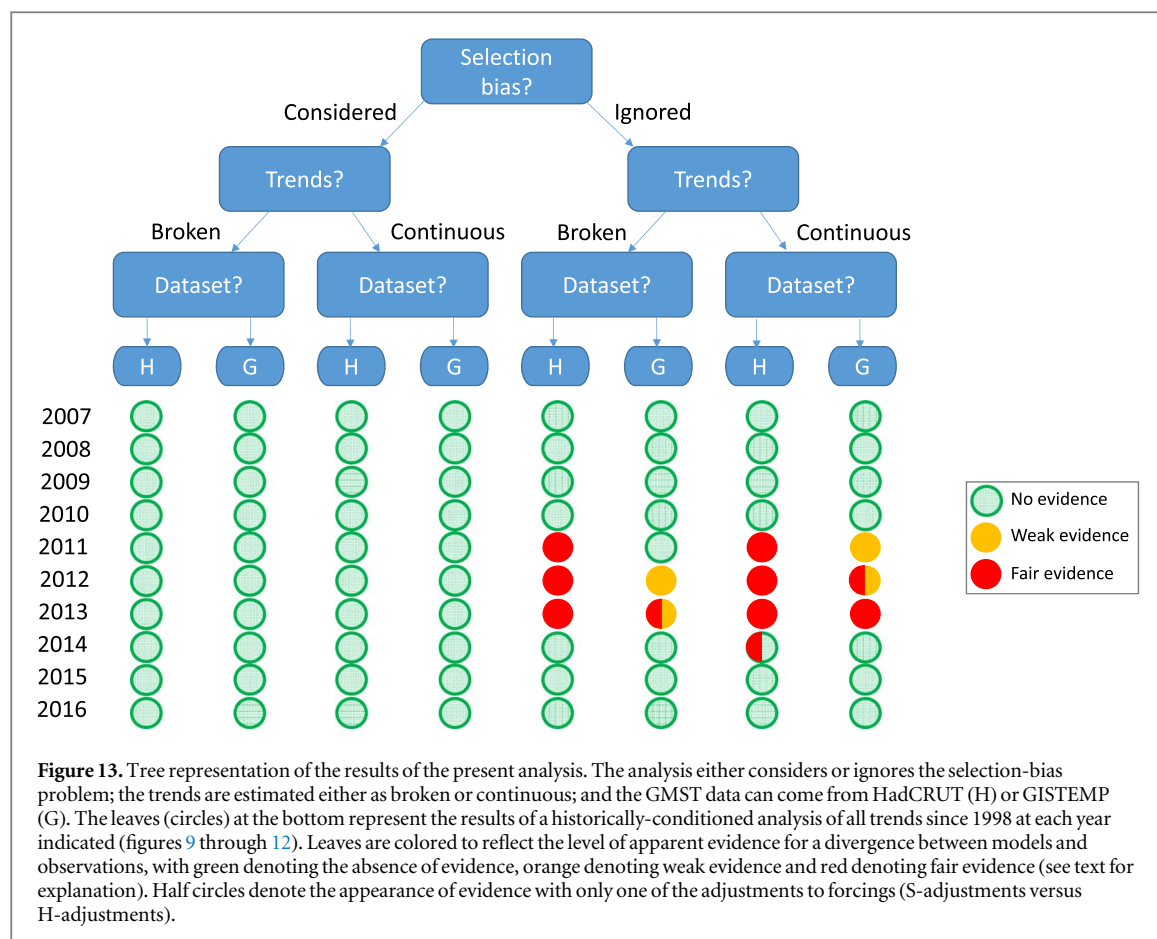 Selection
bias?
Considered
Ignored
Trends?
Trends?
Broken
Continuous
Broken
Continuous
Dataset?
Dataset?
Dataset?
Dataset?
H
G
H
G
H
G
H
G
2007
2008
2009
2010
2011
2012
2013
2014
2015
2016
No evidence
Weak evidence
Fair evidence
Figure 13. Tree representation of the results of the present analysis. The analysis either considers or ignores the selection-bias
problem; the trends are estimated either as broken or continuous; and the GMST data can come from HadCRUT (H) or GISTEMP
(G). The leaves (circles) at the bottom represent the results of a historically-conditioned analysis of all trends since 1998 at each year
indicated (figures 9 through 12). Leaves are colored to reflect the level of apparent evidence for a divergence between models and
observations, with green denoting the absence of evidence, orange denoting weak evidence and red denoting fair evidence (see text for
explanation). Half circles denote the appearance of evidence with only one of the adjustments to forcings (S-adjustments versus
H-adjustments).